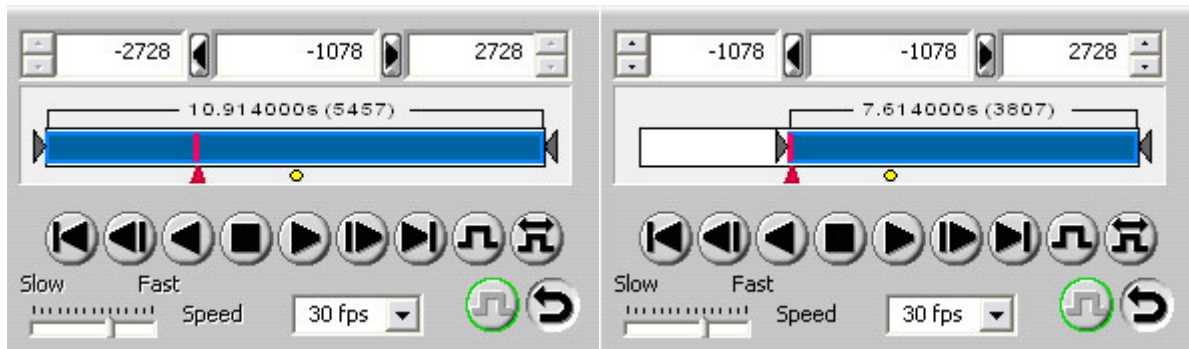 -2728 -1078 2728
10.914000s (5457)
Slow Fast
Speed 30 fps
-1078 -1078 2728
7.614000s (3807)
Slow Fast
Speed 30 fps